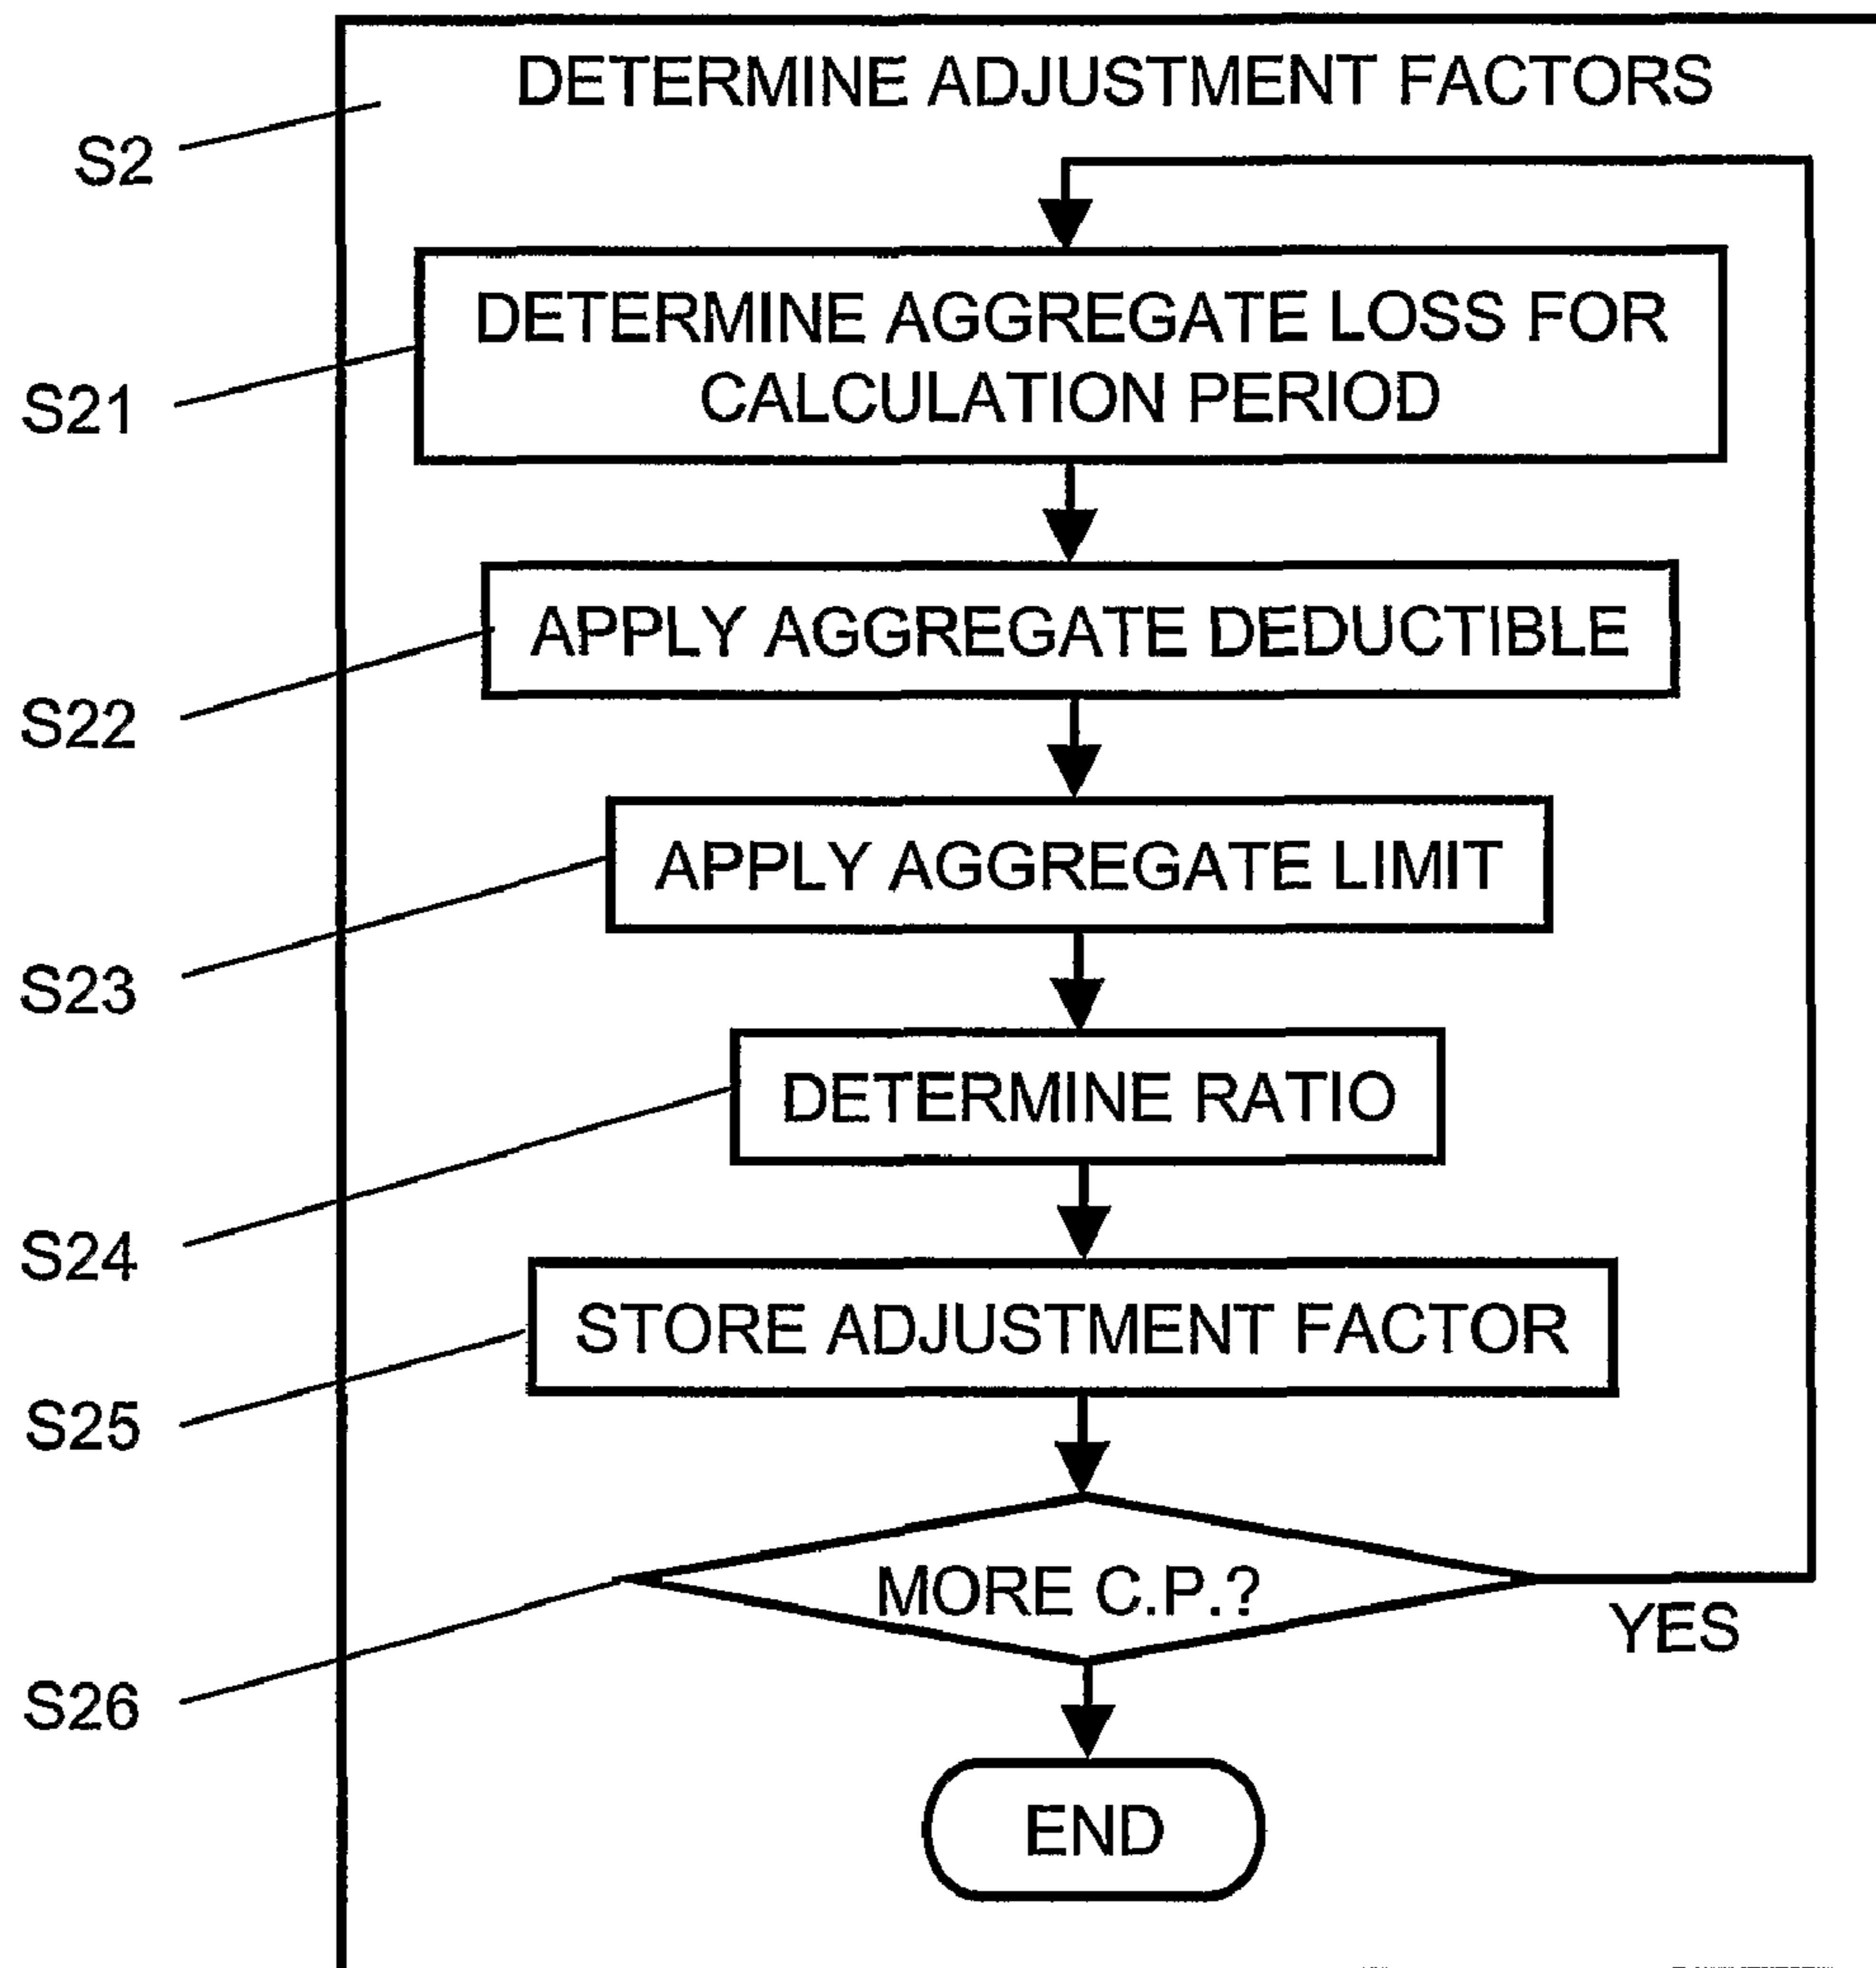 DETERMINE ADJUSTMENT FACTORS
S2
DETERMINE AGGREGATE LOSS FOR
CALCULATION PERIOD
S21
APPLY AGGREGATE DEDUCTIBLE
S22
APPLY AGGREGATE LIMIT
S23
DETERMINE RATIO
S24
STORE ADJUSTMENT FACTOR
S25
MORE C.P.?
YES
S26
END